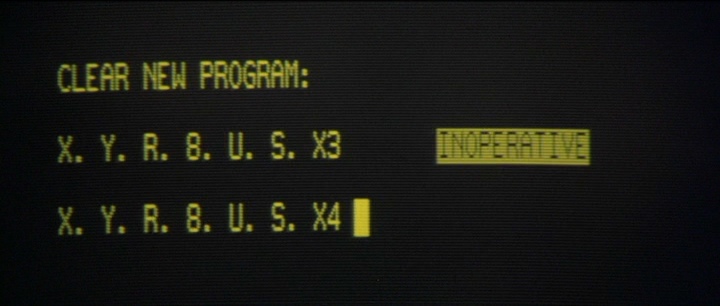 CLEAR NEW PROGRAM:
X. Y. R. 8. U. S. X3 INOPERATIVE
X. Y. R. 8. U. S. X4